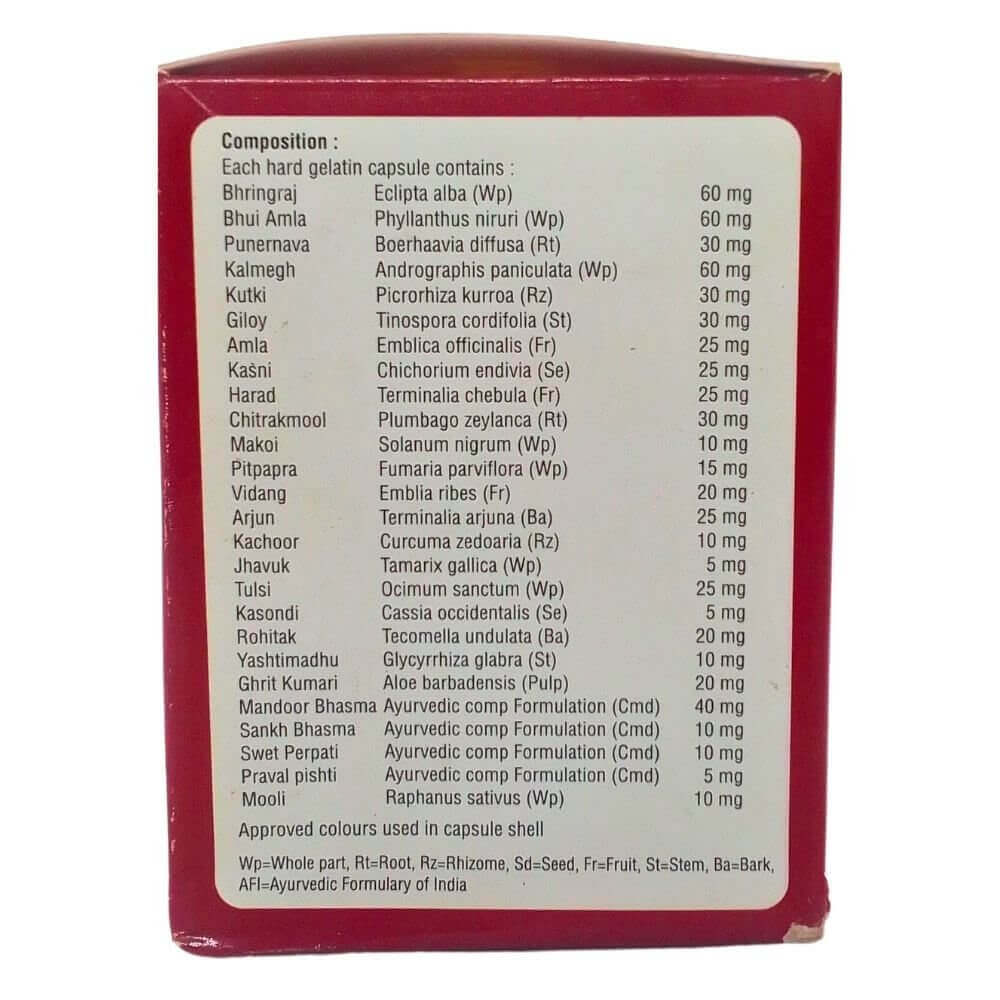 Composition :
Each hard gelatin capsule contains :
Bhringraj Eclipta alba (Wp) 60 mg
Bhui Amla Phyllanthus niruri (Wp) 60 mg
Punernava Boerhaavia diffusa (Rt) 30 mg
Kalmegh Andrographis paniculata (Wp) 60 mg
Kutki Picrorhiza kurroa (Rz) 30 mg
Giloy Tinospora cordifolia (St) 30 mg
Amla Emblica officinalis (Fr) 25 mg
Kasni Chichorium endivia (Se) 25 mg
Harad Terminalia chebula (Fr) 25 mg
Chitrakmool Plumbago zeylanca (Rt) 30 mg
Makoi Solanum nigrum (Wp) 10 mg
Pitpapra Fumaria parviflora (Wp) 15 mg
Vidang Emblia ribes (Fr) 20 mg
Arjun Terminalia arjuna (Ba) 25 mg
Kachoor Curcuma zedoaria (Rz) 10 mg
Jhavuk Tamarix gallica (Wp) 5 mg
Tulsi Ocimum sanctum (Wp) 25 mg
Kasondi Cassia occidentalis (Se) 5 mg
Rohitak Tecomella undulata (Ba) 20 mg
Yashtimadhu Glycyrrhiza glabra (St) 10 mg
Ghrit Kumari Aloe barbadensis (Pulp) 20 mg
Mandoor Bhasma Ayurvedic comp Formulation (Cmd) 40 mg
Sankh Bhasma Ayurvedic comp Formulation (Cmd) 10 mg
Swet Perpati Ayurvedic comp Formulation (Cmd) 10 mg
Praval pishti Ayurvedic comp Formulation (Cmd) 5 mg
Mooli Raphanus sativus (Wp) 10 mg
Approved colours used in capsule shell
Wp=Whole part, Rt=Root, Rz=Rhizome, Sd=Seed, Fr=Fruit, St=Stem, Ba=Bark,
AFI=Ayurvedic Formulary of India